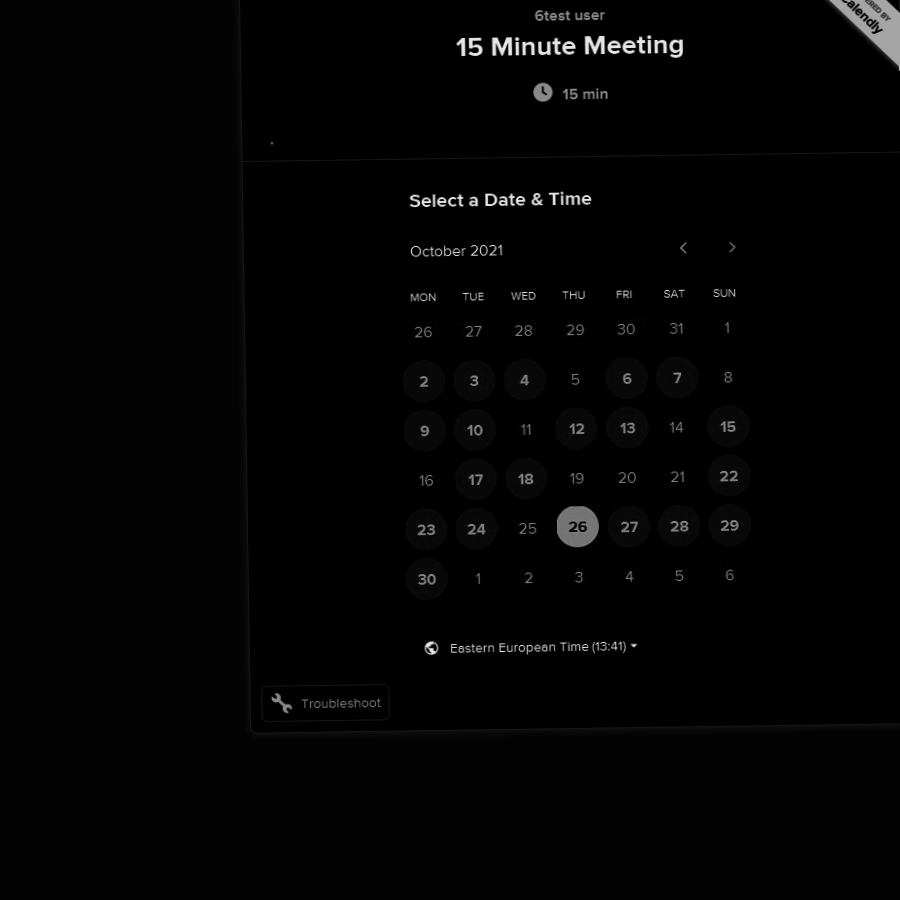 6test user
15 Minute Meeting
15 min
Calendly
Select a Date & Time
October 2021
MON TUE WED THU FRI SAT SUN
26 27 28 29 30 31 1
2 3 4 5 6 7 8
9 10 11 12 13 14 15
16 17 18 19 20 21 22
23 24 25 26 27 28 29
30 1 2 3 4 5 6
Eastern European Time (13:41)
Troubleshoot